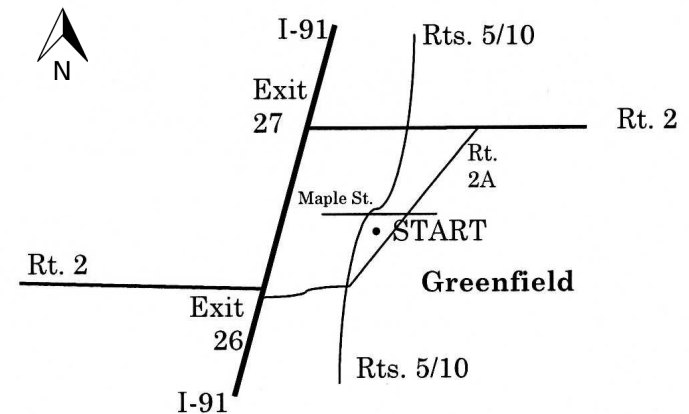 I-91
Rts. 5/10
N
Exit
27
Rt. 2
Rt.
2A
Maple St.
START
Rt. 2
Greenfield
Exit
26
Rts. 5/10
I-91